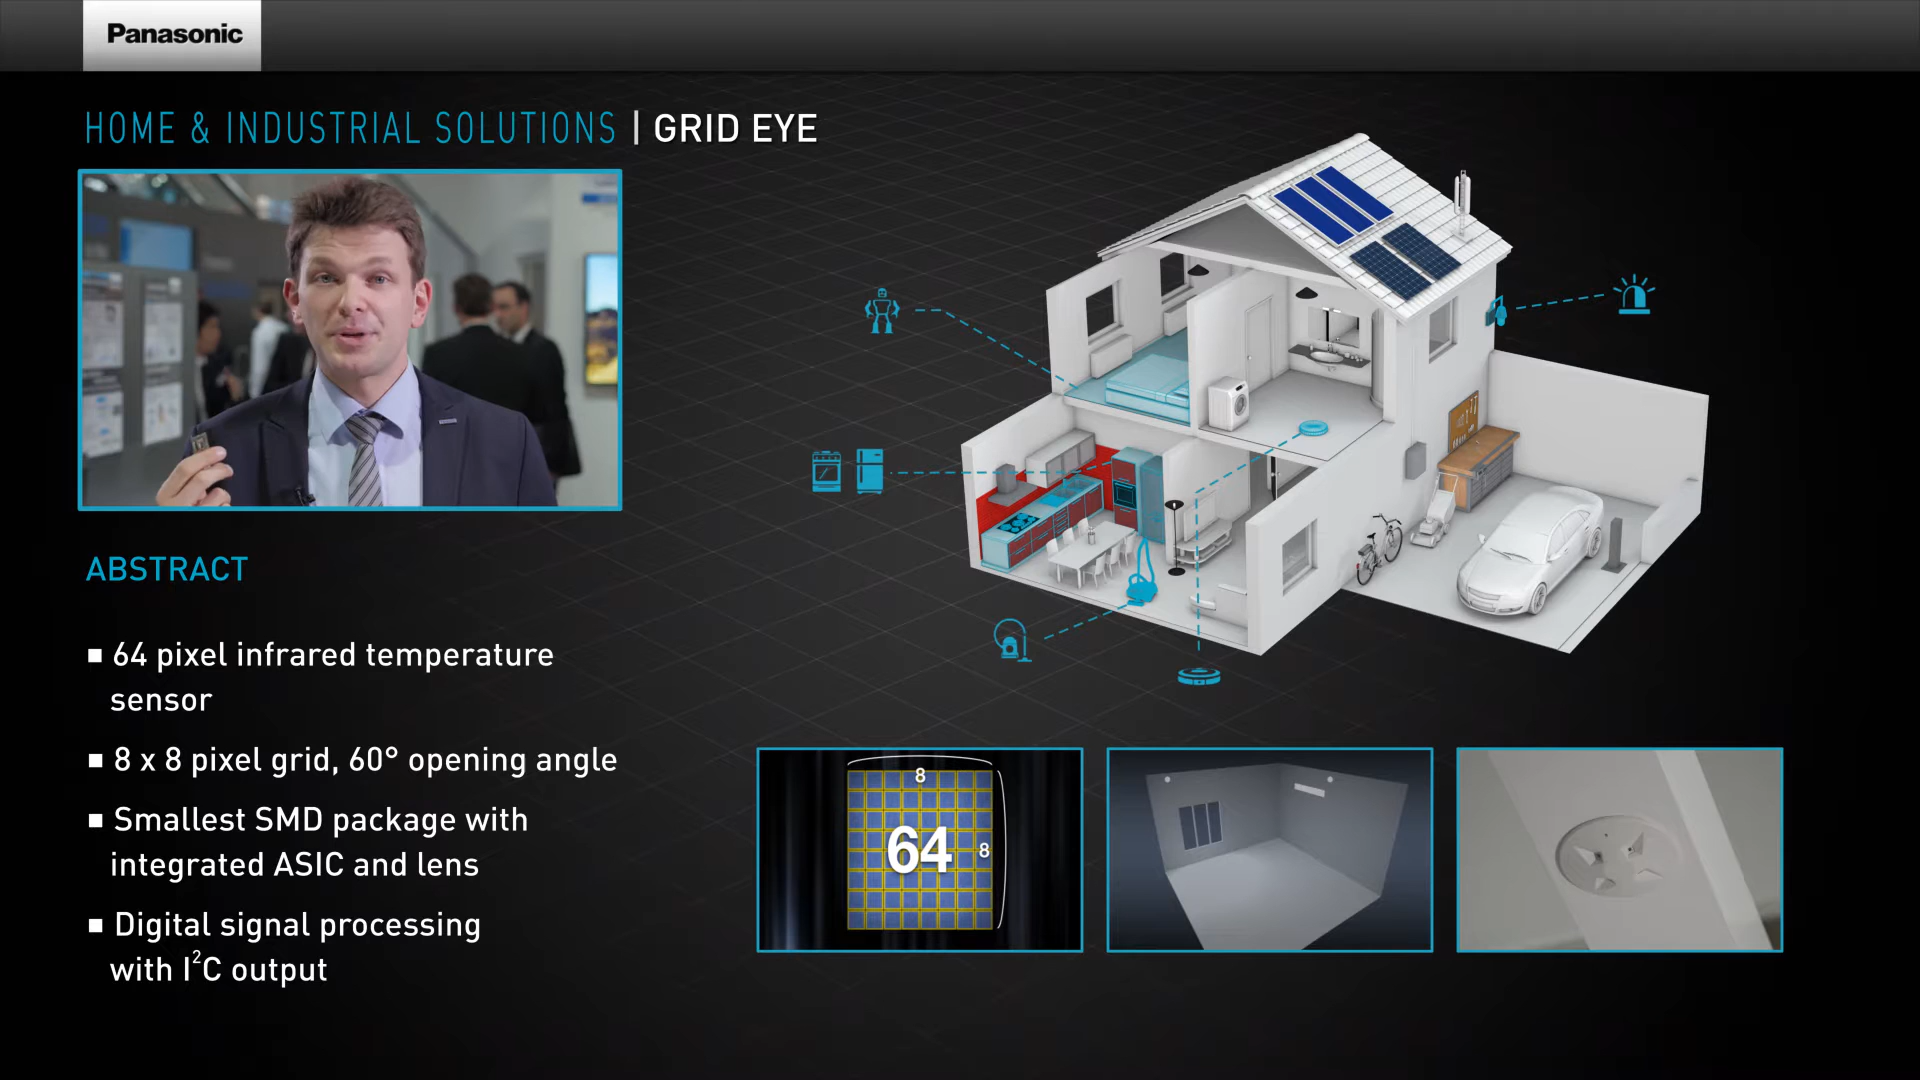 Panasonic
HOME & INDUSTRIAL SOLUTIONS | GRID EYE
ABSTRACT
▪ 64 pixel infrared temperature
sensor
▪ 8 x 8 pixel grid, 60° opening angle
▪ Smallest SMD package with
integrated ASIC and lens
▪ Digital signal processing
with I²C output
8
64
8